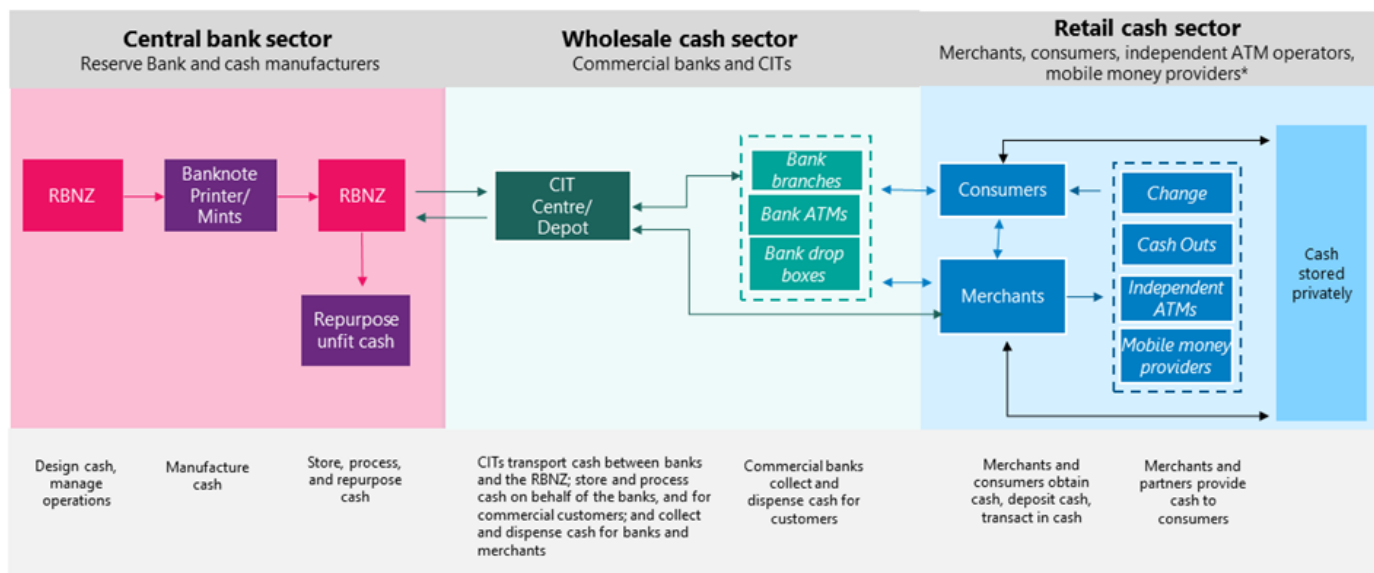 Central bank sector
Reserve Bank and cash manufacturers
Wholesale cash sector
Commercial banks and CITs
Retail cash sector
Merchants, consumers, independent ATM operators,
mobile money providers*
RBNZ
Banknote
Printer/
Mints
RBNZ
Repurpose
unfit cash
CIT
Centre/
Depot
Bank
branches
Bank ATMs
Bank drop
boxes
Consumers
Merchants
Change
Cash Outs
Independent
ATMs
Mobile money
providers
Cash
stored
privately
Design cash,
manage
operations
Manufacture
cash
Store, process,
and repurpose
cash
CITs transport cash between banks
and the RBNZ; store and process
cash on behalf of the banks, and for
commercial customers; and collect
and dispense cash for banks and
merchants
Commercial banks
collect and
dispense cash for
customers
Merchants and
consumers obtain
cash, deposit cash,
transact in cash
Merchants and
partners provide
cash to
consumers